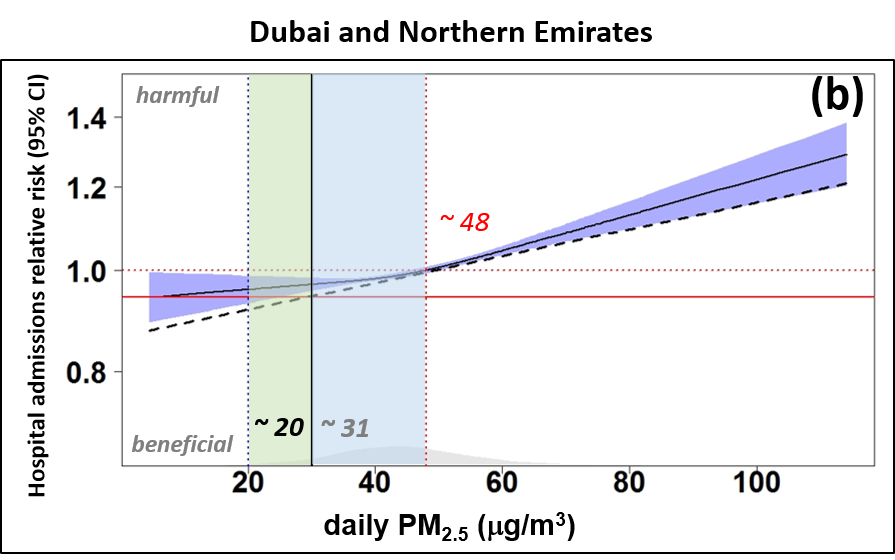 Dubai and Northern Emirates
Hospital admissions relative risk (95% CI)
harmful
(b)
1.4
1.2
1.0
0.8
~ 48
~ 20
~ 31
beneficial
20
40
60
80
100
daily PM₂.₅ (µg/m³)